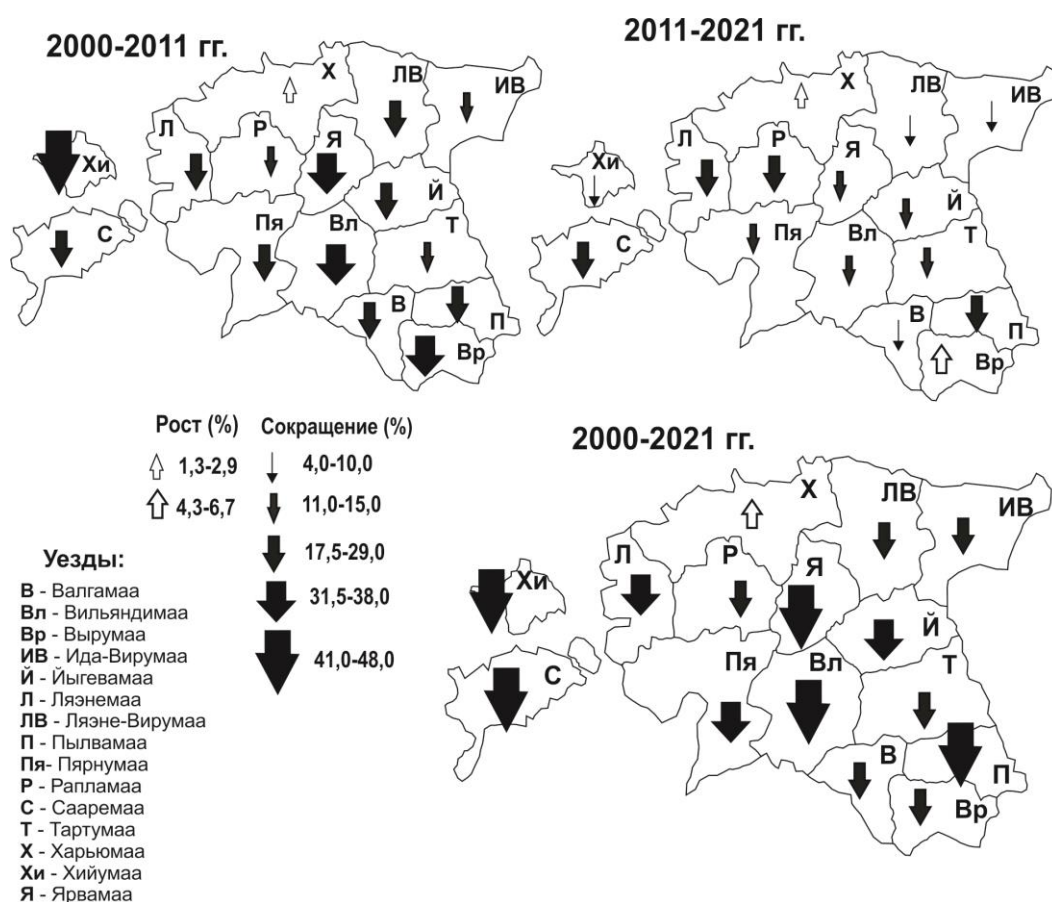 2000-2011 гг.
Х
ЛВ
ИВ
Л
Р
Я
Хи
Й
С
Пя
Вл
Т
В
П
Вр
2011-2021 гг.
Х
ЛВ
ИВ
Л
Р
Я
Хи
Й
С
Пя
Вл
Т
В
П
Вр
Рост (%)
1,3-2,9
4,3-6,7
Сокращение (%)
4,0-10,0
11,0-15,0
17,5-29,0
31,5-38,0
41,0-48,0
Уезды:
В - Валгамаа
Вл - Вильяндимаа
Вр - Вырумаа
ИВ - Ида-Вирумаа
Й - Йыгевамаа
Л - Ляэнемаа
ЛВ - Ляэне-Вирумаа
П - Пылвамаа
Пя- Пярнумаа
Р - Рапламаа
С - Сааремаа
Т - Тартумаа
Х - Харьюмаа
Хи - Хийумаа
Я - Ярвамаа
2000-2021 гг.
Х
ЛВ
ИВ
Л
Р
Я
Хи
Й
С
Пя
Вл
Т
В
П
Вр